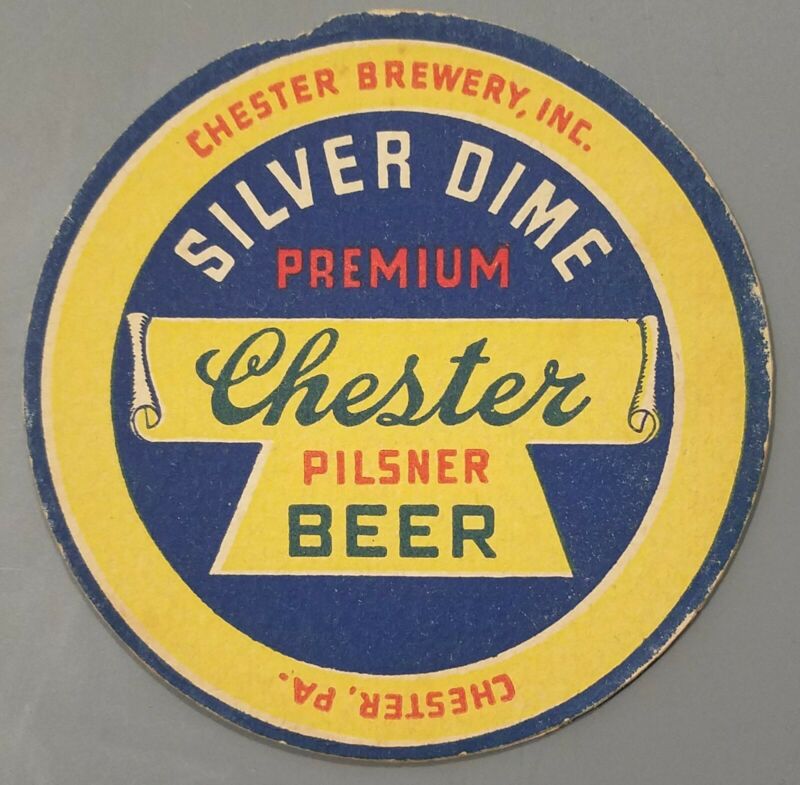 CHESTER BREWERY, INC.
SILVER DIME
PREMIUM
Chester
PILSNER
BEER
CHESTER, PA.